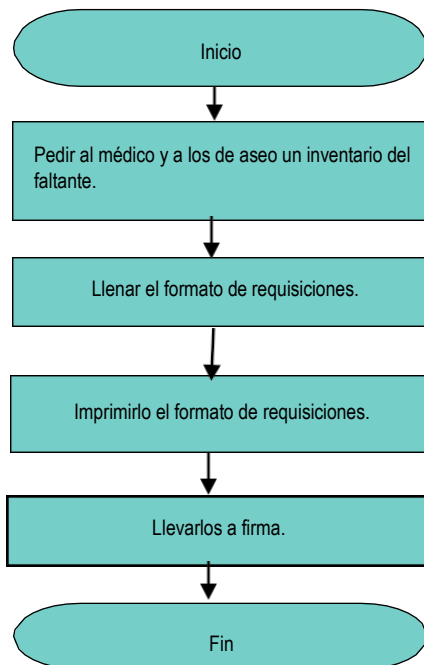 Inicio
Pedir al médico y a los de aseo un inventario del
faltante.
Llenar el formato de requisiciones.
Imprimirlo el formato de requisiciones.
Llevarlos a firma.
Fin